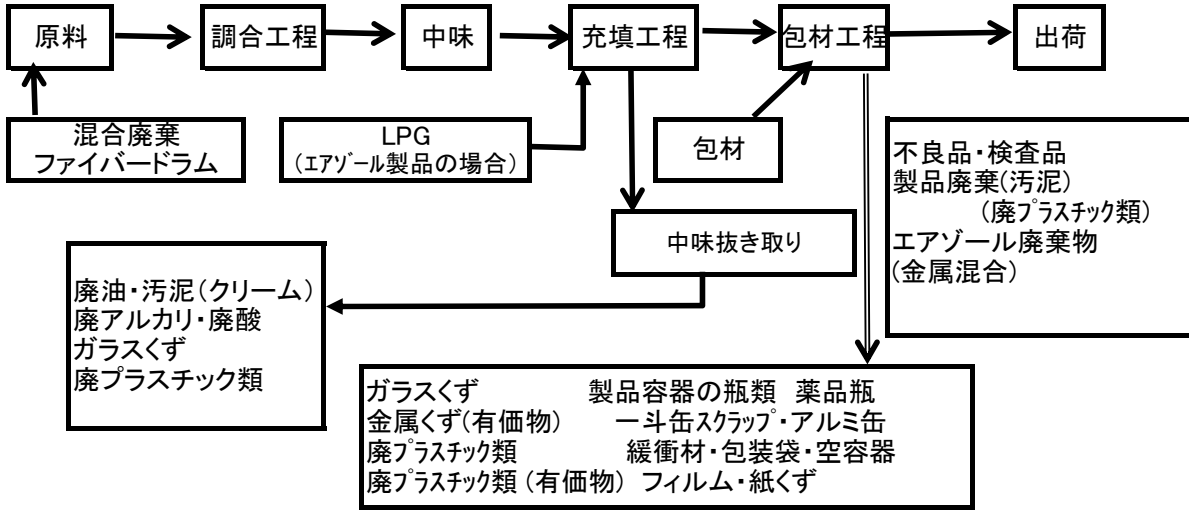 原料
調合工程
中味
充填工程
包材工程
出荷
混合廃棄
ファイバードラム
LPG
(ｴｱｿﾞｰﾙ製品の場合)
包材
不良品・検査品
製品廃棄(汚泥)
(廃ﾌﾟﾗｽﾁｯｸ類)
エアゾール廃棄物
(金属混合)
中味抜き取り
廃油・汚泥(クリーム)
廃アルカリ・廃酸
ガラスくず
廃プラスチック類
ガラスくず 製品容器の瓶類 薬品瓶
金属くず(有価物) 一斗缶ｽｸﾗｯﾌﾟ・アルミ缶
廃ﾌﾟﾗｽﾁｯｸ類 緩衝材・包装袋・空容器
廃ﾌﾟﾗｽﾁｯｸ類 (有価物) フィルム・紙くず